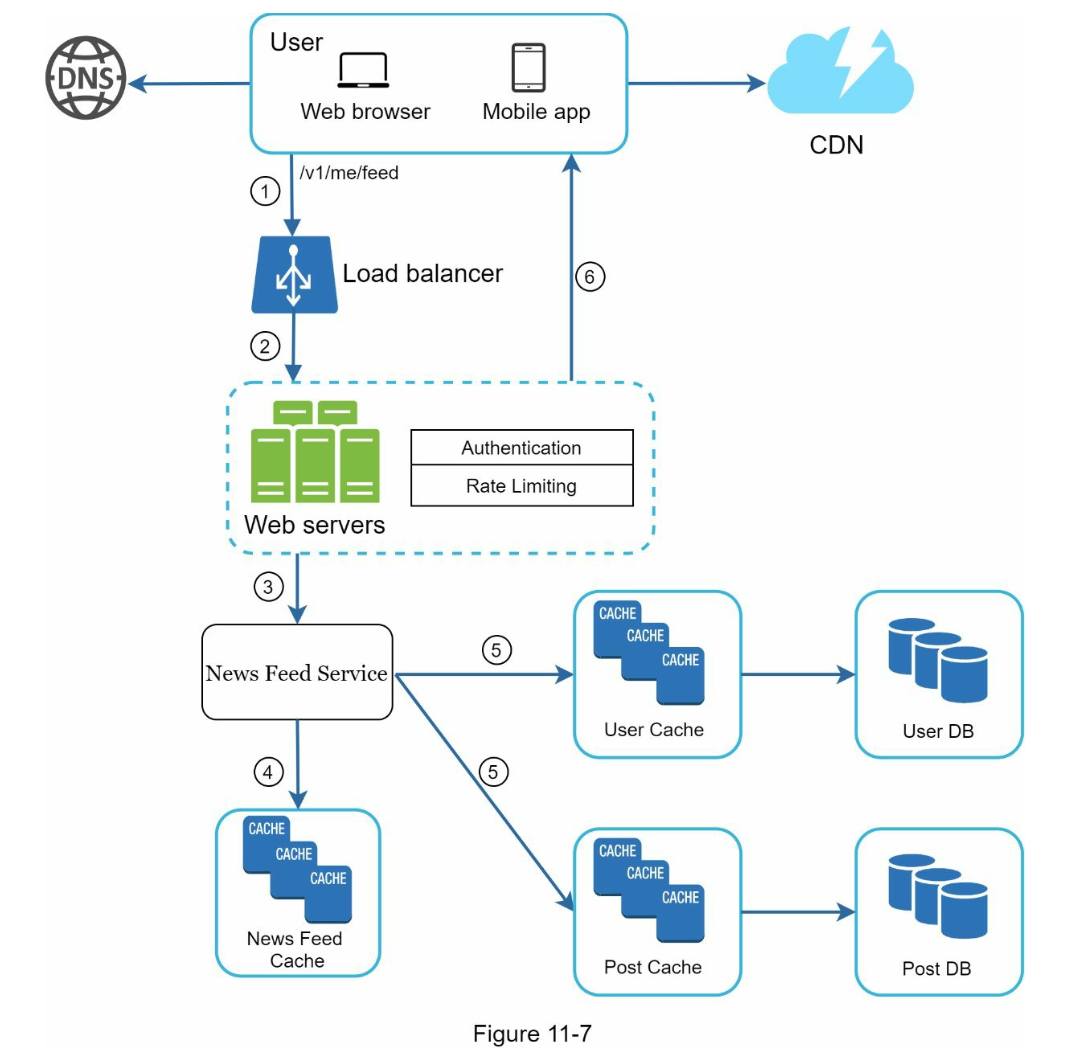 User
DNS
Web browser
Mobile app
CDN
/v1/me/feed
1
Load balancer
6
2
Authentication
Rate Limiting
Web servers
3
CACHE
CACHE
CACHE
User Cache
User DB
5
News Feed Service
4
5
CACHE
CACHE
CACHE
News Feed
Cache
CACHE
CACHE
CACHE
Post Cache
Post DB
Figure 11-7